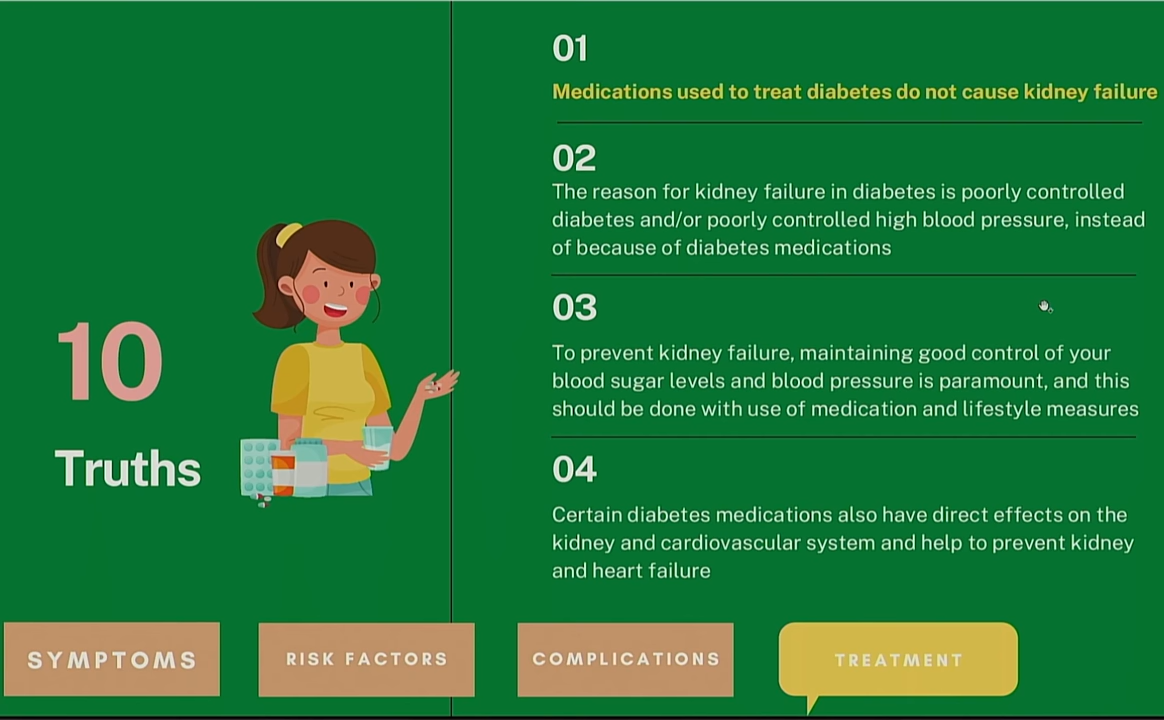 10
Truths
01
Medications used to treat diabetes do not cause kidney failure
02
The reason for kidney failure in diabetes is poorly controlled
diabetes and/or poorly controlled high blood pressure, instead
of because of diabetes medications
03
To prevent kidney failure, maintaining good control of your
blood sugar levels and blood pressure is paramount, and this
should be done with use of medication and lifestyle measures
04
Certain diabetes medications also have direct effects on the
kidney and cardiovascular system and help to prevent kidney
and heart failure
SYMPTOMS
RISK FACTORS
COMPLICATIONS
TREATMENT